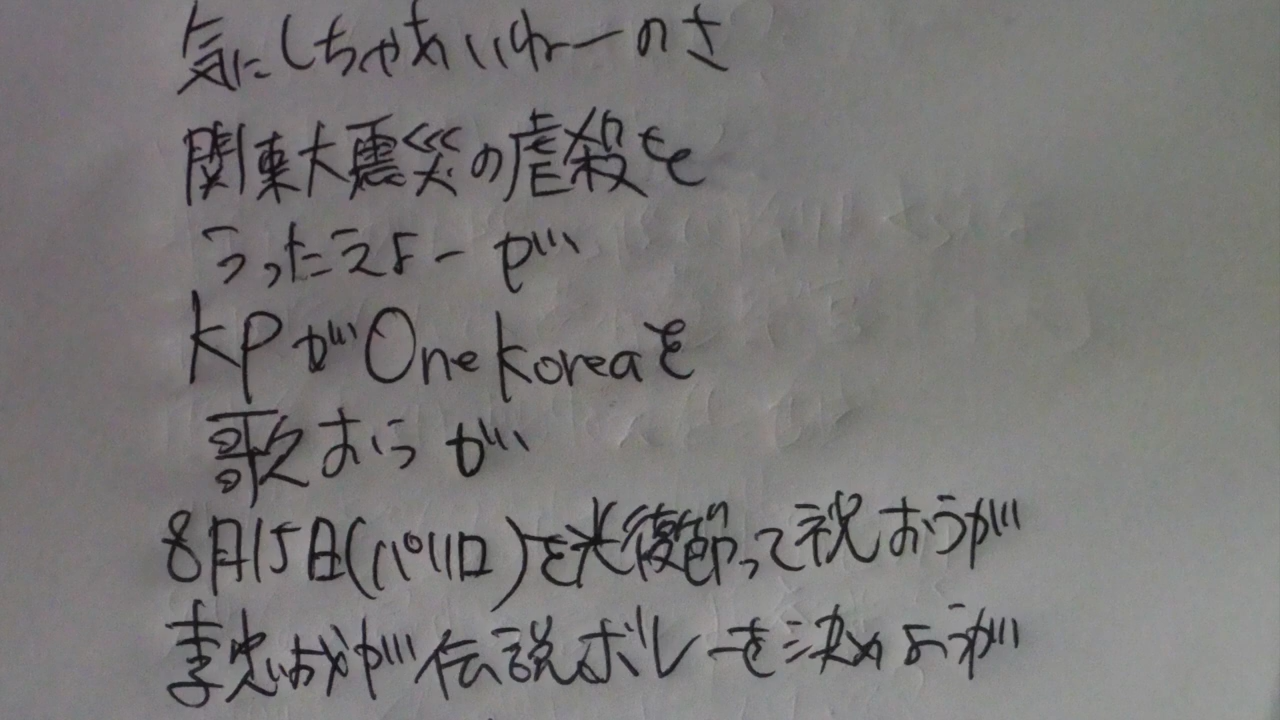 気にしちゃあいねーのさ
関東大震災の虐殺を
うったえよーが
KPがOne Koreaを
歌おうが
8月15日(パリロ)を光復節って祝おうが
李忠成が伝説ボレーを決めようが